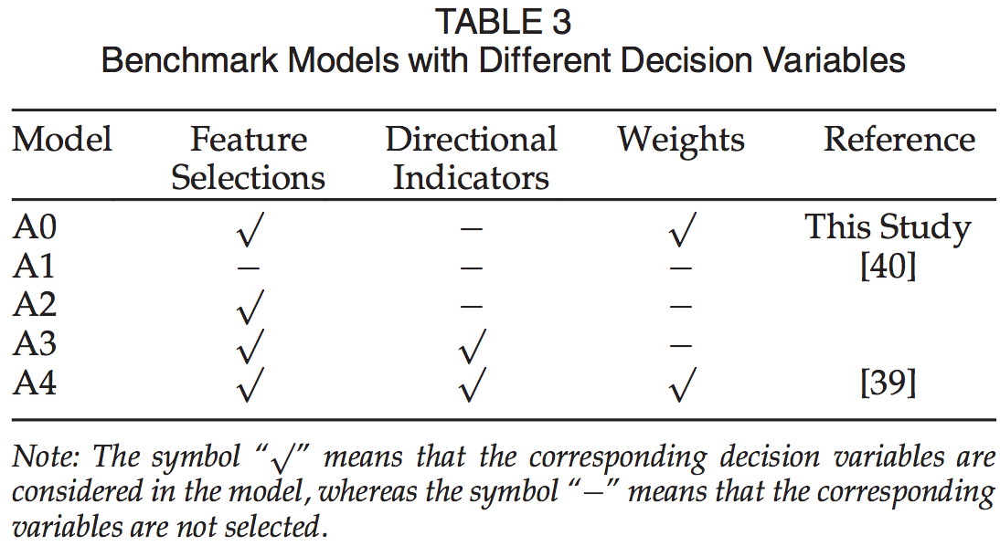 TABLE 3
Benchmark Models with Different Decision Variables
Model Feature Selections Directional Indicators Weights Reference
A0 √ – √ This Study
A1 – – – [40]
A2 √ – –
A3 √ √ –
A4 √ √ √ [39]
Note: The symbol “√” means that the corresponding decision variables are
considered in the model, whereas the symbol “–” means that the corresponding
variables are not selected.